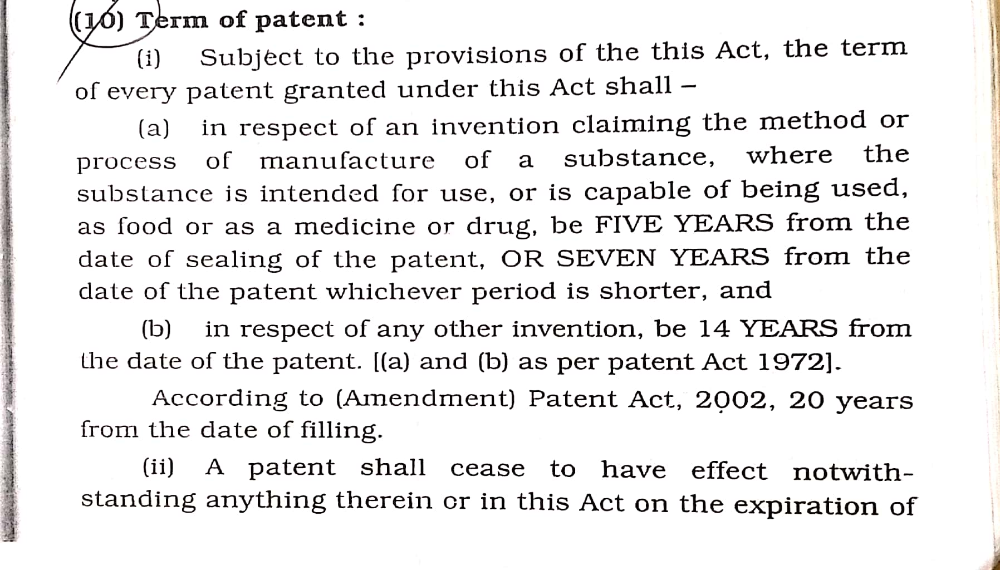 (10) Term of patent :
(i) Subject to the provisions of the this Act, the term
of every patent granted under this Act shall –
(a) in respect of an invention claiming the method or
process of manufacture of a substance, where the
substance is intended for use, or is capable of being used,
as food or as a medicine or drug, be FIVE YEARS from the
date of sealing of the patent, OR SEVEN YEARS from the
date of the patent whichever period is shorter, and
(b) in respect of any other invention, be 14 YEARS from
the date of the patent. [(a) and (b) as per patent Act 1972].
According to (Amendment) Patent Act, 2002, 20 years
from the date of filling.
(ii) A patent shall cease to have effect notwith-
standing anything therein or in this Act on the expiration of